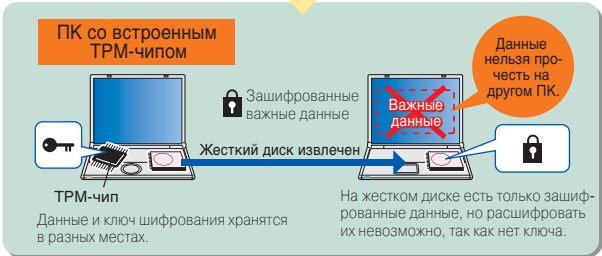 ПК со встроенным
ТРМ-чипом
Данные
нельзя про-
честь на
другом ПК.
Зашифрованные
важные данные
Важные
данные
Жесткий диск извлечен
ТРМ-чип
Данные и ключ шифрования хранятся
в разных местах.
На жестком диске есть только зашиф-
рованные данные, но расшифровать
их невозможно, так как нет ключа.